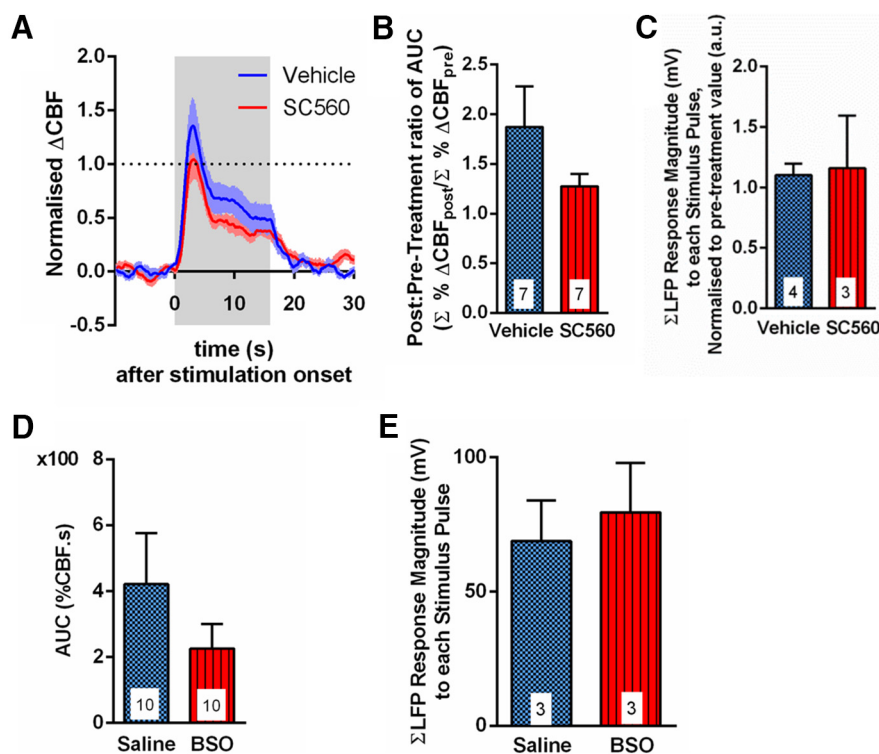 A
Normalised ΔCBF
2.0
1.5
1.0
0.5
0.0
-0.5
Vehicle
SC560
0
10
20
30
time (s)
after stimulation onset
B
Post:Pre-Treatment ratio of AUC
(Σ % ΔCBFpost/Σ % ΔCBFpre)
2.5
2.0
1.5
1.0
0.5
0.0
7
7
Vehicle SC560
C
ΣLFP Response Magnitude (mV)
to each Stimulus Pulse,
Normalised to pre-treatment value (a.u.)
2.0
1.5
1.0
0.5
0.0
4
3
Vehicle SC560
D
x100
AUC (%CBF.s)
8
6
4
2
0
10
10
Saline BSO
E
ΣLFP Response Magnitude (mV)
to each Stimulus Pulse
100
50
0
3
3
Saline BSO